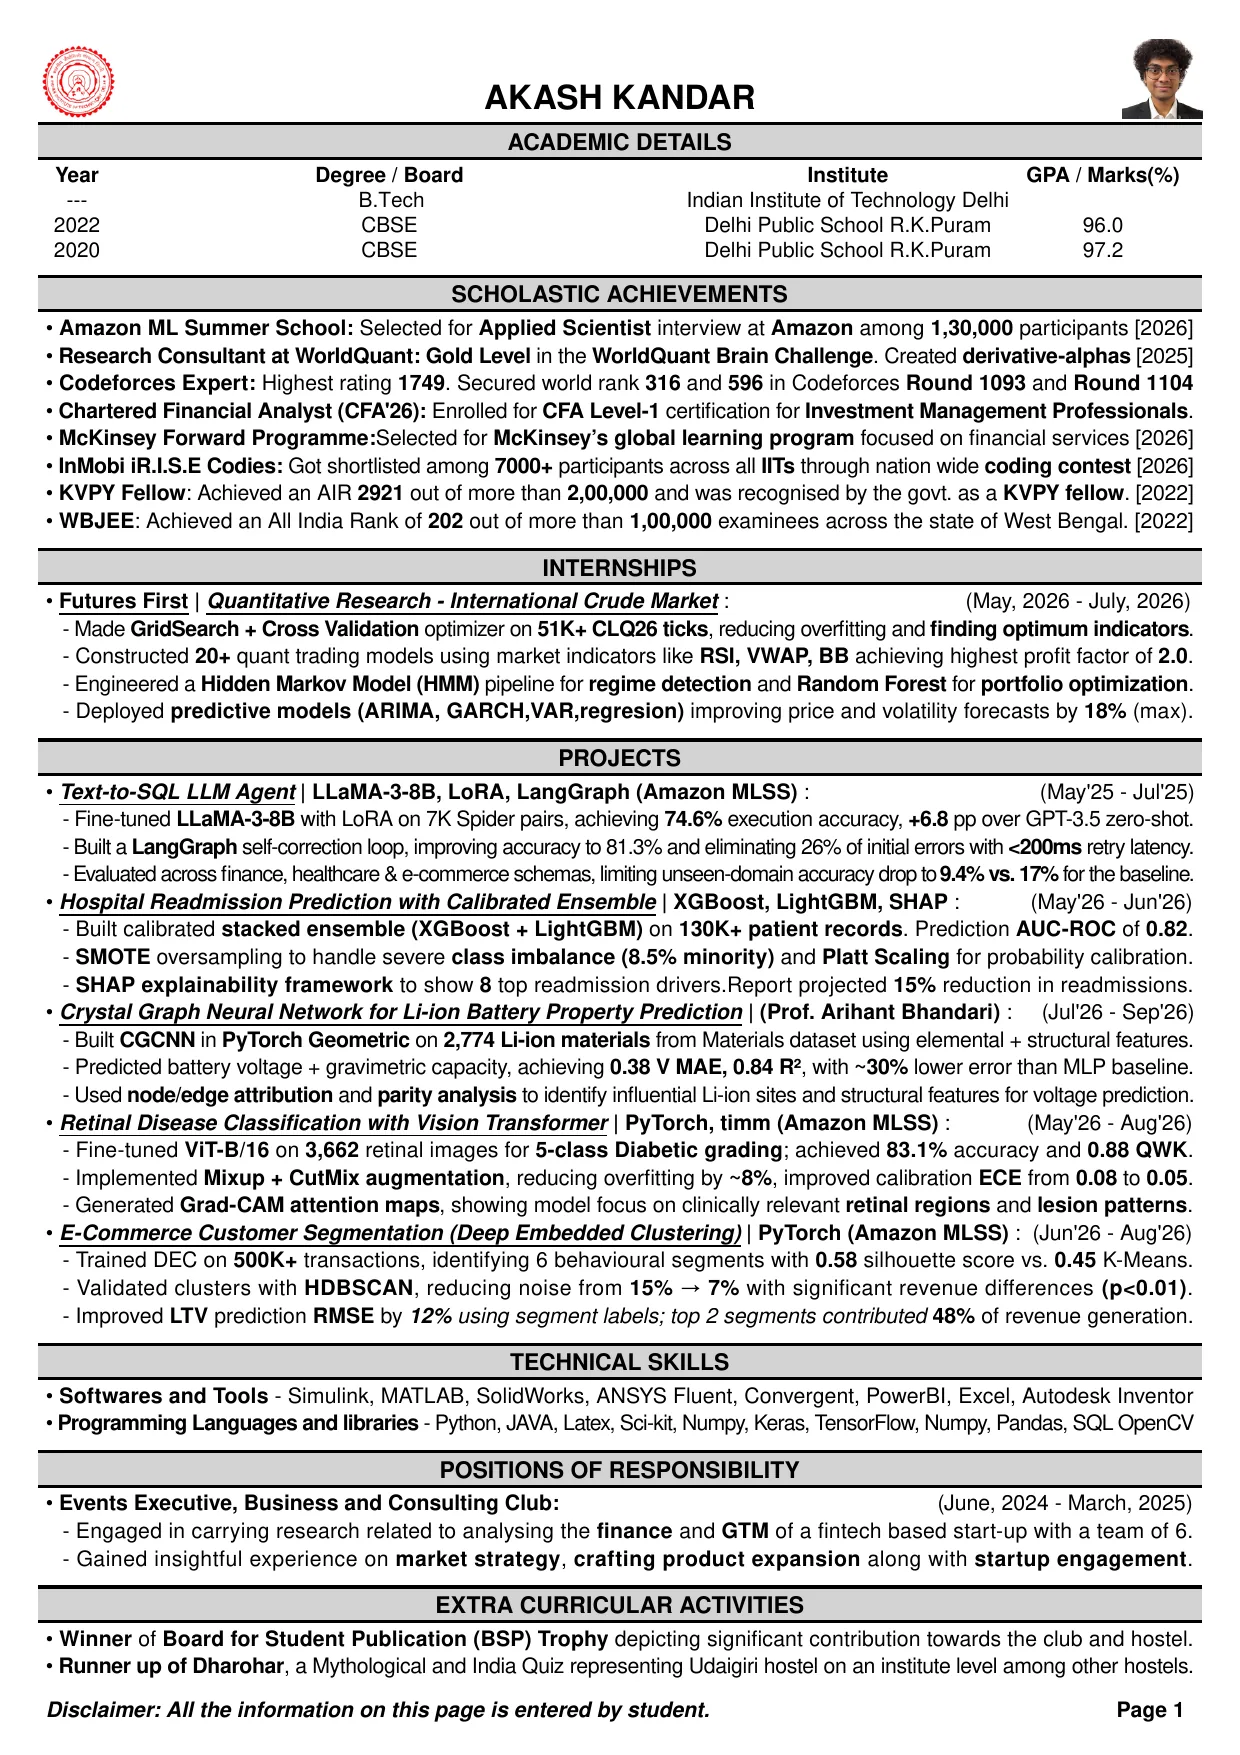 AKASH KANDAR
ACADEMIC DETAILS
Year Degree / Board Institute GPA / Marks(%)
--- B.Tech Indian Institute of Technology Delhi
2022 CBSE Delhi Public School R.K.Puram 96.0
2020 CBSE Delhi Public School R.K.Puram 97.2
SCHOLASTIC ACHIEVEMENTS
• Amazon ML Summer School: Selected for Applied Scientist interview at Amazon among 1,30,000 participants [2026]
• Research Consultant at WorldQuant: Gold Level in the WorldQuant Brain Challenge. Created derivative-alphas [2025]
• Codeforces Expert: Highest rating 1749. Secured world rank 316 and 596 in Codeforces Round 1093 and Round 1104
• Chartered Financial Analyst (CFA'26): Enrolled for CFA Level-1 certification for Investment Management Professionals.
• McKinsey Forward Programme:Selected for McKinsey's global learning program focused on financial services [2026]
• InMobi iR.I.S.E Codies: Got shortlisted among 7000+ participants across all IITs through nation wide coding contest [2026]
• KVPY Fellow: Achieved an AIR 2921 out of more than 2,00,000 and was recognised by the govt. as a KVPY fellow. [2022]
• WBJEE: Achieved an All India Rank of 202 out of more than 1,00,000 examinees across the state of West Bengal. [2022]
INTERNSHIPS
• Futures First | Quantitative Research - International Crude Market : (May, 2026 - July, 2026)
- Made GridSearch + Cross Validation optimizer on 51K+ CLQ26 ticks, reducing overfitting and finding optimum indicators.
- Constructed 20+ quant trading models using market indicators like RSI, VWAP, BB achieving highest profit factor of 2.0.
- Engineered a Hidden Markov Model (HMM) pipeline for regime detection and Random Forest for portfolio optimization.
- Deployed predictive models (ARIMA, GARCH,VAR,regresion) improving price and volatility forecasts by 18% (max).
PROJECTS
• Text-to-SQL LLM Agent | LLaMA-3-8B, LoRA, LangGraph (Amazon MLSS) : (May'25 - Jul'25)
- Fine-tuned LLaMA-3-8B with LoRA on 7K Spider pairs, achieving 74.6% execution accuracy, +6.8 pp over GPT-3.5 zero-shot.
- Built a LangGraph self-correction loop, improving accuracy to 81.3% and eliminating 26% of initial errors with <200ms retry latency.
- Evaluated across finance, healthcare & e-commerce schemas, limiting unseen-domain accuracy drop to 9.4% vs. 17% for the baseline.
• Hospital Readmission Prediction with Calibrated Ensemble | XGBoost, LightGBM, SHAP : (May'26 - Jun'26)
- Built calibrated stacked ensemble (XGBoost + LightGBM) on 130K+ patient records. Prediction AUC-ROC of 0.82.
- SMOTE oversampling to handle severe class imbalance (8.5% minority) and Platt Scaling for probability calibration.
- SHAP explainability framework to show 8 top readmission drivers.Report projected 15% reduction in readmissions.
• Crystal Graph Neural Network for Li-ion Battery Property Prediction | (Prof. Arihant Bhandari) : (Jul'26 - Sep'26)
- Built CGCNN in PyTorch Geometric on 2,774 Li-ion materials from Materials dataset using elemental + structural features.
- Predicted battery voltage + gravimetric capacity, achieving 0.38 V MAE, 0.84 R², with ~30% lower error than MLP baseline.
- Used node/edge attribution and parity analysis to identify influential Li-ion sites and structural features for voltage prediction.
• Retinal Disease Classification with Vision Transformer | PyTorch, timm (Amazon MLSS) : (May'26 - Aug'26)
- Fine-tuned ViT-B/16 on 3,662 retinal images for 5-class Diabetic grading; achieved 83.1% accuracy and 0.88 QWK.
- Implemented Mixup + CutMix augmentation, reducing overfitting by ~8%, improved calibration ECE from 0.08 to 0.05.
- Generated Grad-CAM attention maps, showing model focus on clinically relevant retinal regions and lesion patterns.
• E-Commerce Customer Segmentation (Deep Embedded Clustering) | PyTorch (Amazon MLSS) : (Jun'26 - Aug'26)
- Trained DEC on 500K+ transactions, identifying 6 behavioural segments with 0.58 silhouette score vs. 0.45 K-Means.
- Validated clusters with HDBSCAN, reducing noise from 15% → 7% with significant revenue differences (p<0.01).
- Improved LTV prediction RMSE by 12% using segment labels; top 2 segments contributed 48% of revenue generation.
TECHNICAL SKILLS
• Softwares and Tools - Simulink, MATLAB, SolidWorks, ANSYS Fluent, Convergent, PowerBI, Excel, Autodesk Inventor
• Programming Languages and libraries - Python, JAVA, Latex, Sci-kit, Numpy, Keras, TensorFlow, Numpy, Pandas, SQL OpenCV
POSITIONS OF RESPONSIBILITY
• Events Executive, Business and Consulting Club: (June, 2024 - March, 2025)
- Engaged in carrying research related to analysing the finance and GTM of a fintech based start-up with a team of 6.
- Gained insightful experience on market strategy, crafting product expansion along with startup engagement.
EXTRA CURRICULAR ACTIVITIES
• Winner of Board for Student Publication (BSP) Trophy depicting significant contribution towards the club and hostel.
• Runner up of Dharohar, a Mythological and India Quiz representing Udaigiri hostel on an institute level among other hostels.
Disclaimer: All the information on this page is entered by student. Page 1